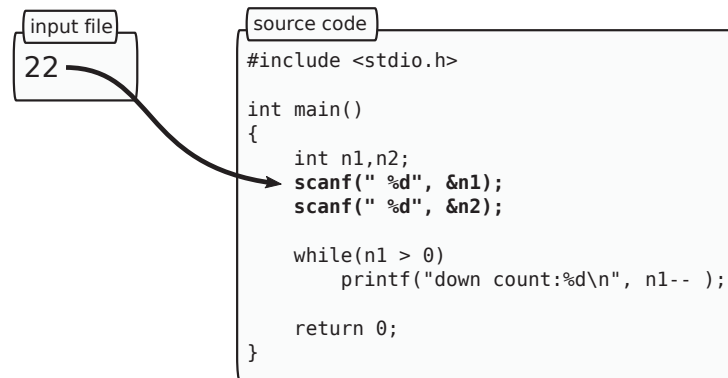 input file
22
source code
#include <stdio.h>
int main()
{
int n1,n2;
scanf(" %d", &n1);
scanf(" %d", &n2);
while(n1 > 0)
printf("down count:%d\n", n1-- );
return 0;
}